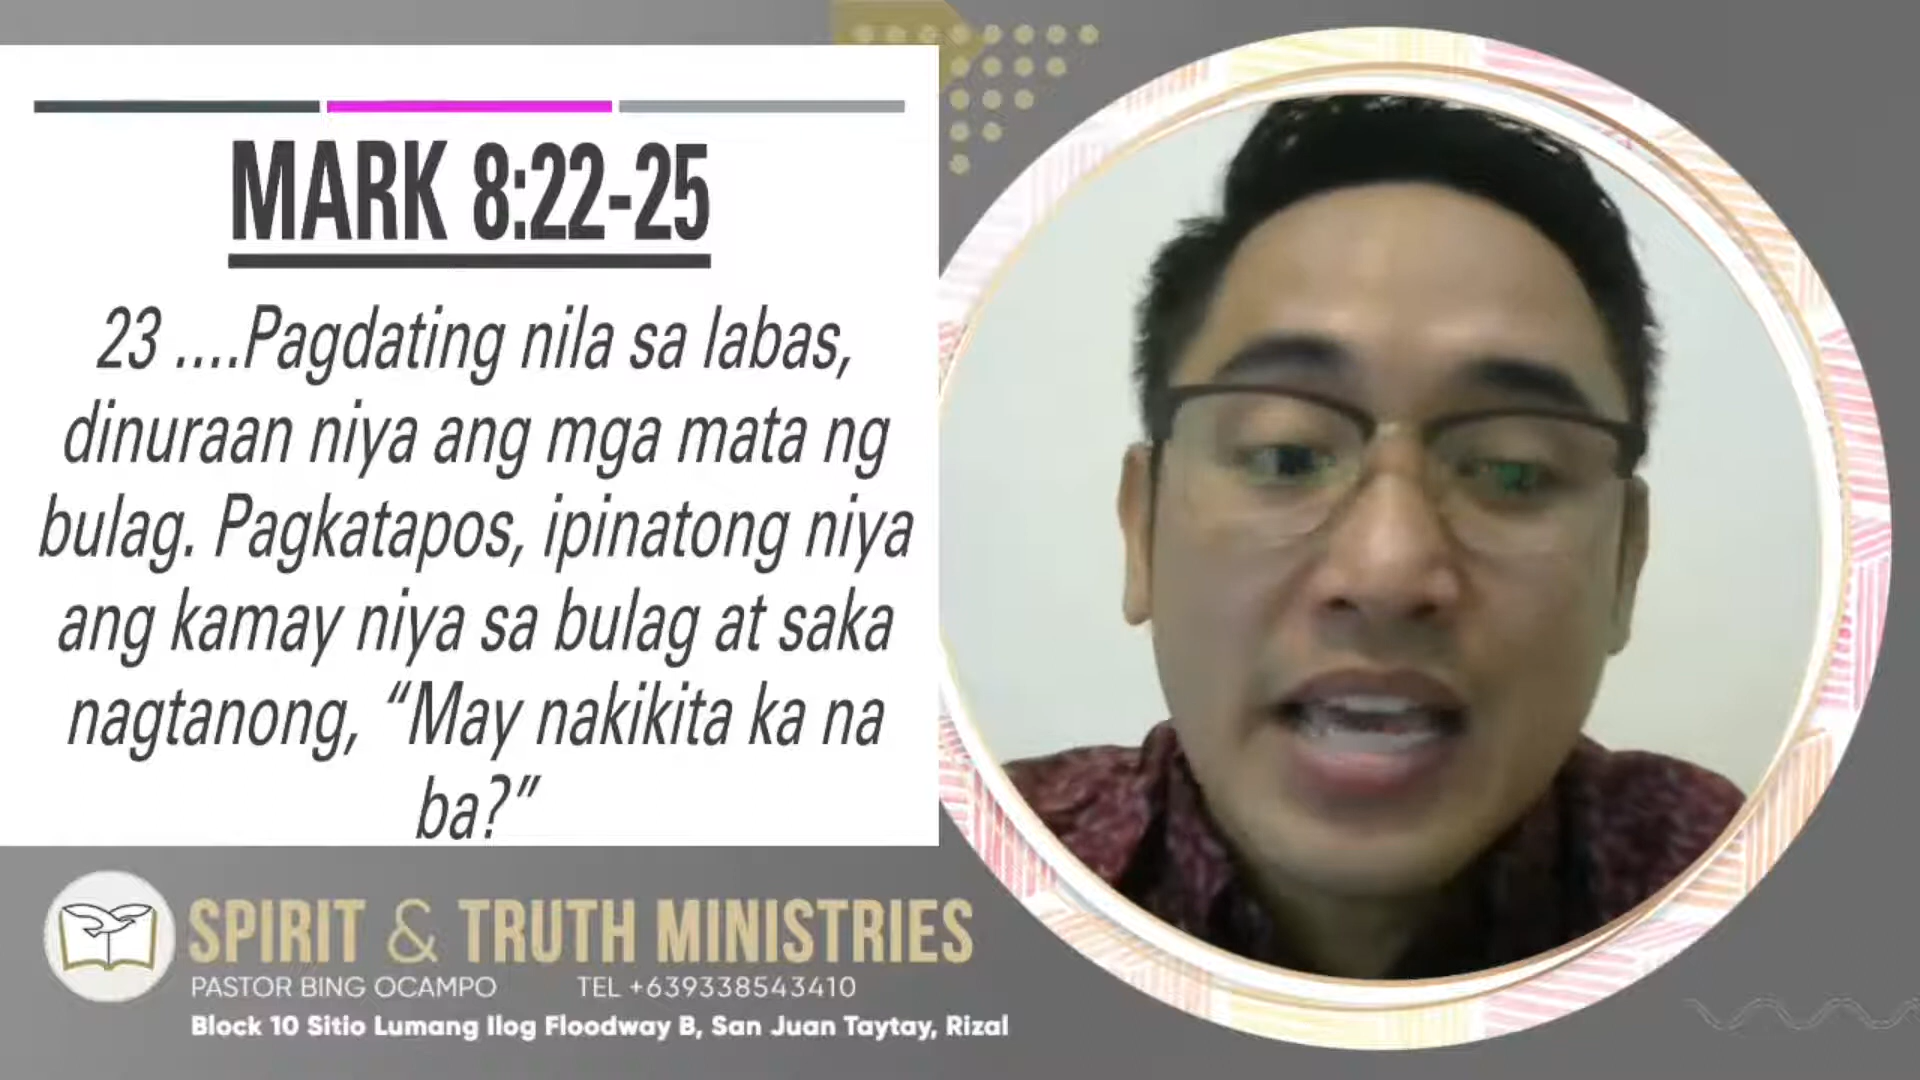 MARK 8:22-25
23 ....Pagdating nila sa labas,
dinuraan niya ang mga mata ng
bulag. Pagkatapos, ipinatong niya
ang kamay niya sa bulag at saka
nagtanong, “May nakikita ka na
ba?”
SPIRIT & TRUTH MINISTRIES
PASTOR BING OCAMPO TEL +639338543410
Block 10 Sitio Lumang Ilog Floodway B, San Juan Taytay, Rizal